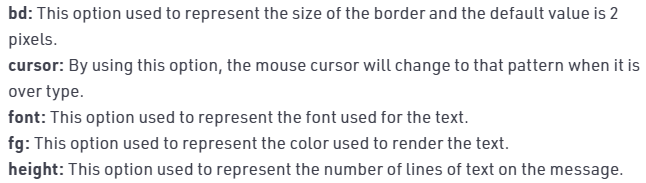 bd: This option used to represent the size of the border and the default value is 2
pixels.
cursor: By using this option, the mouse cursor will change to that pattern when it is
over type.
font: This option used to represent the font used for the text.
fg: This option used to represent the color used to render the text.
height: This option used to represent the number of lines of text on the message.